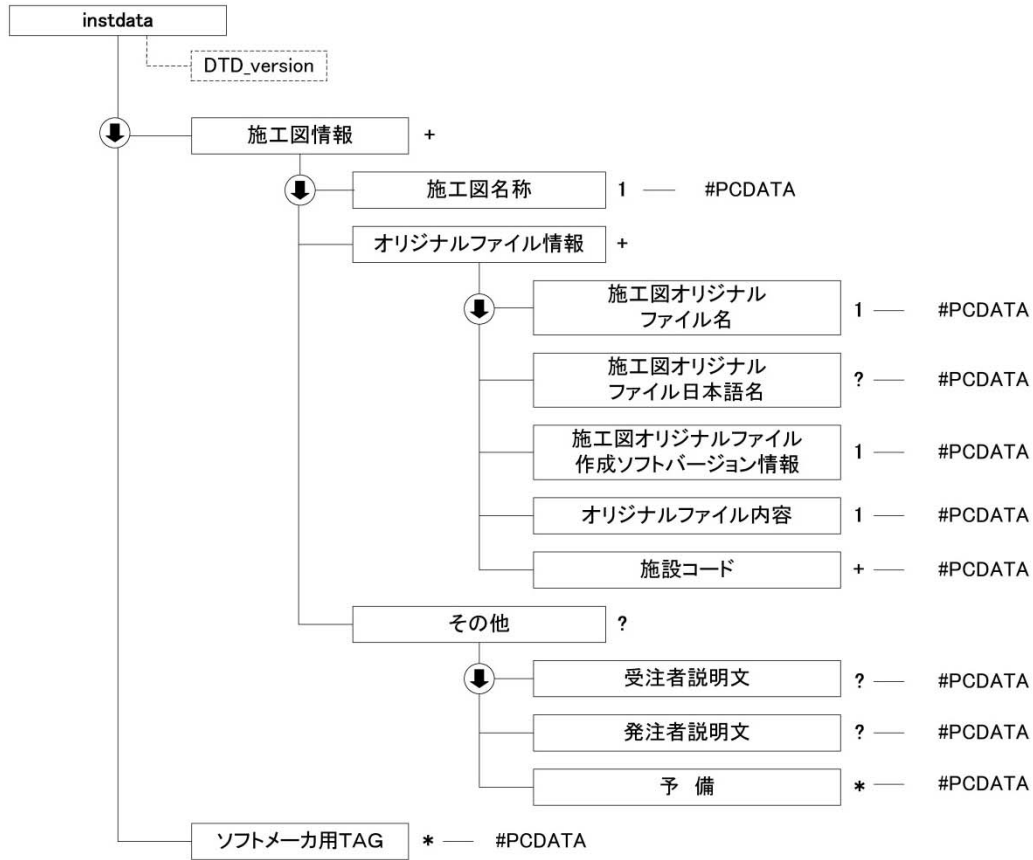 instdata
DTD_version
施工図情報 +
施工図名称 1 #PCDATA
オリジナルファイル情報 +
施工図オリジナル
ファイル名 1 #PCDATA
施工図オリジナル
ファイル日本語名 ? #PCDATA
施工図オリジナルファイル
作成ソフトバージョン情報 1 #PCDATA
オリジナルファイル内容 1 #PCDATA
施設コード + #PCDATA
その他 ?
受注者説明文 ? #PCDATA
発注者説明文 ? #PCDATA
予 備 * #PCDATA
ソフトメーカ用TAG * #PCDATA